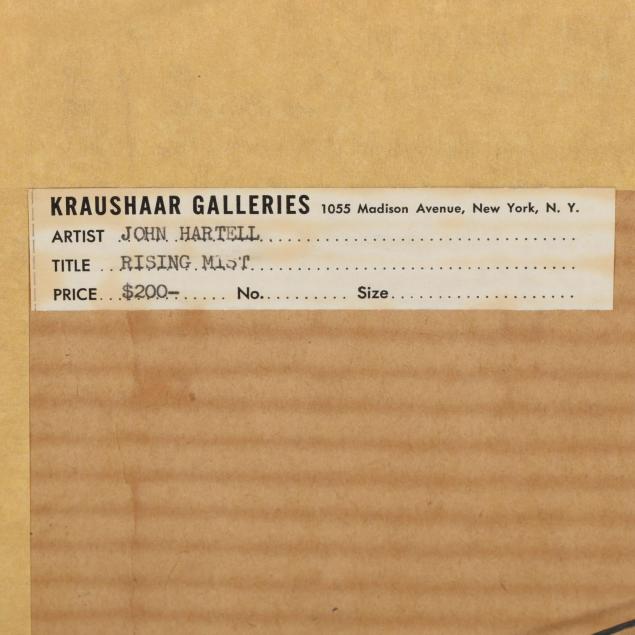 KRAUSHAAR GALLERIES 1055 Madison Avenue, New York, N. Y.
ARTIST JOHN HARTELL
TITLE RISING MIST
PRICE $200- No. Size